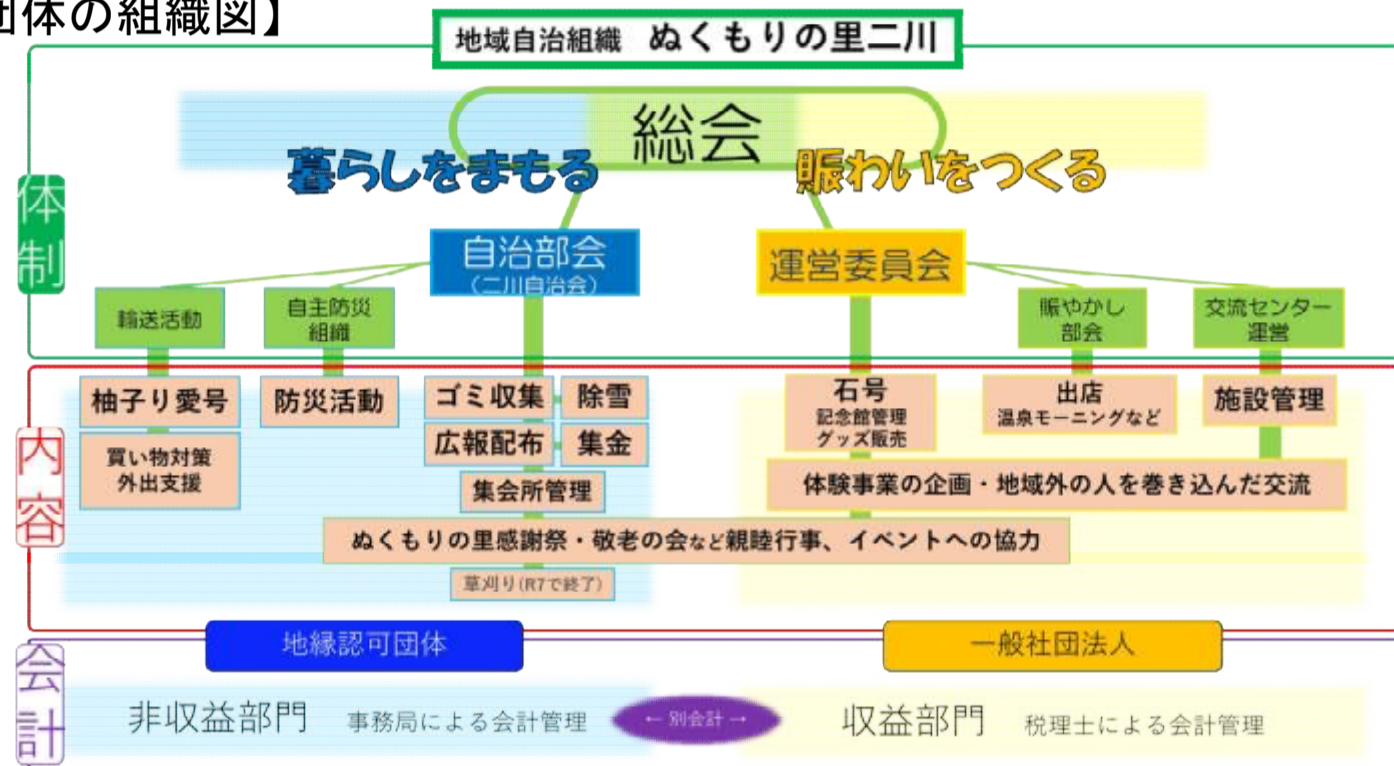 団体の組織図】
地域自治組織 ぬくもりの里二川
総会
暮らしをまもる
賑わいをつくる
体制
自治部会
（二川自治会）
運営委員会
輸送活動
自主防災
組織
賑やかし
部会
交流センター
運営
内容
柚子り愛号
買い物対策
外出支援
防災活動
ゴミ収集
除雪
広報配布
集金
集会所管理
石号
記念館管理
グッズ販売
出店
温泉モーニングなど
施設管理
体験事業の企画・地域外の人を巻き込んだ交流
ぬくもりの里感謝祭・敬老の会など親睦行事、イベントへの協力
草刈り(R7で終了)
会計
地縁認可団体
一般社団法人
非収益部門 事務局による会計管理
← 別会計 →
収益部門 税理士による会計管理